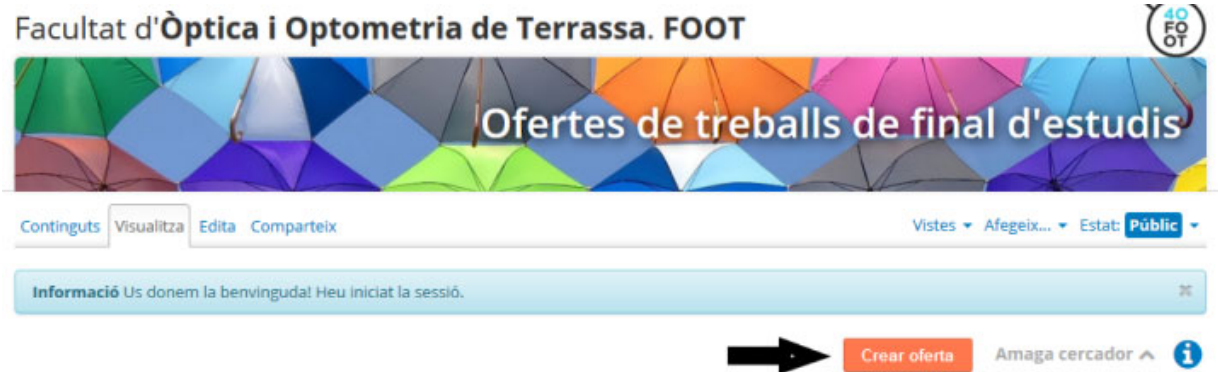 Facultat d'Òptica i Optometria de Terrassa. FOOT
40
FO
OT
Ofertes de treballs de final d'estudis
Continguts Visualitza Edita Comparteix Vistes Afegeix... Estat: Públic
Informació Us donem la benvinguda! Heu iniciat la sessió.
Crear oferta Amaga cercador